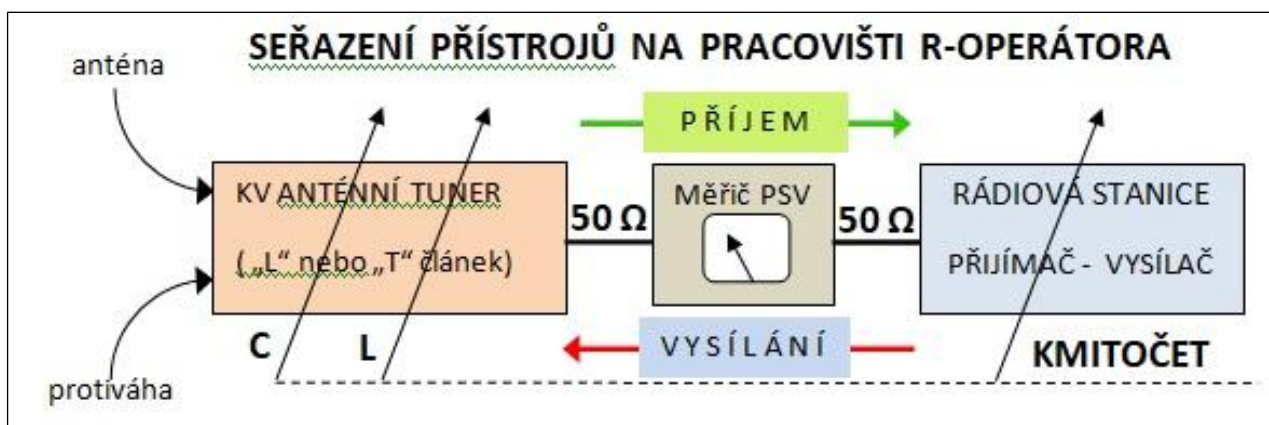 SEŘAZENÍ PŘÍSTROJŮ NA PRACOVIŠTI R-OPERÁTORA
anténa
PŘÍJEM
KV ANTÉNNÍ TUNER
( „L“ nebo „T“ článek)
50 Ω
Měřič PSV
50 Ω
RÁDIOVÁ STANICE
PŘIJÍMAČ - VYSÍLAČ
C
L
VYSÍLÁNÍ
KMITOČET
protiváha